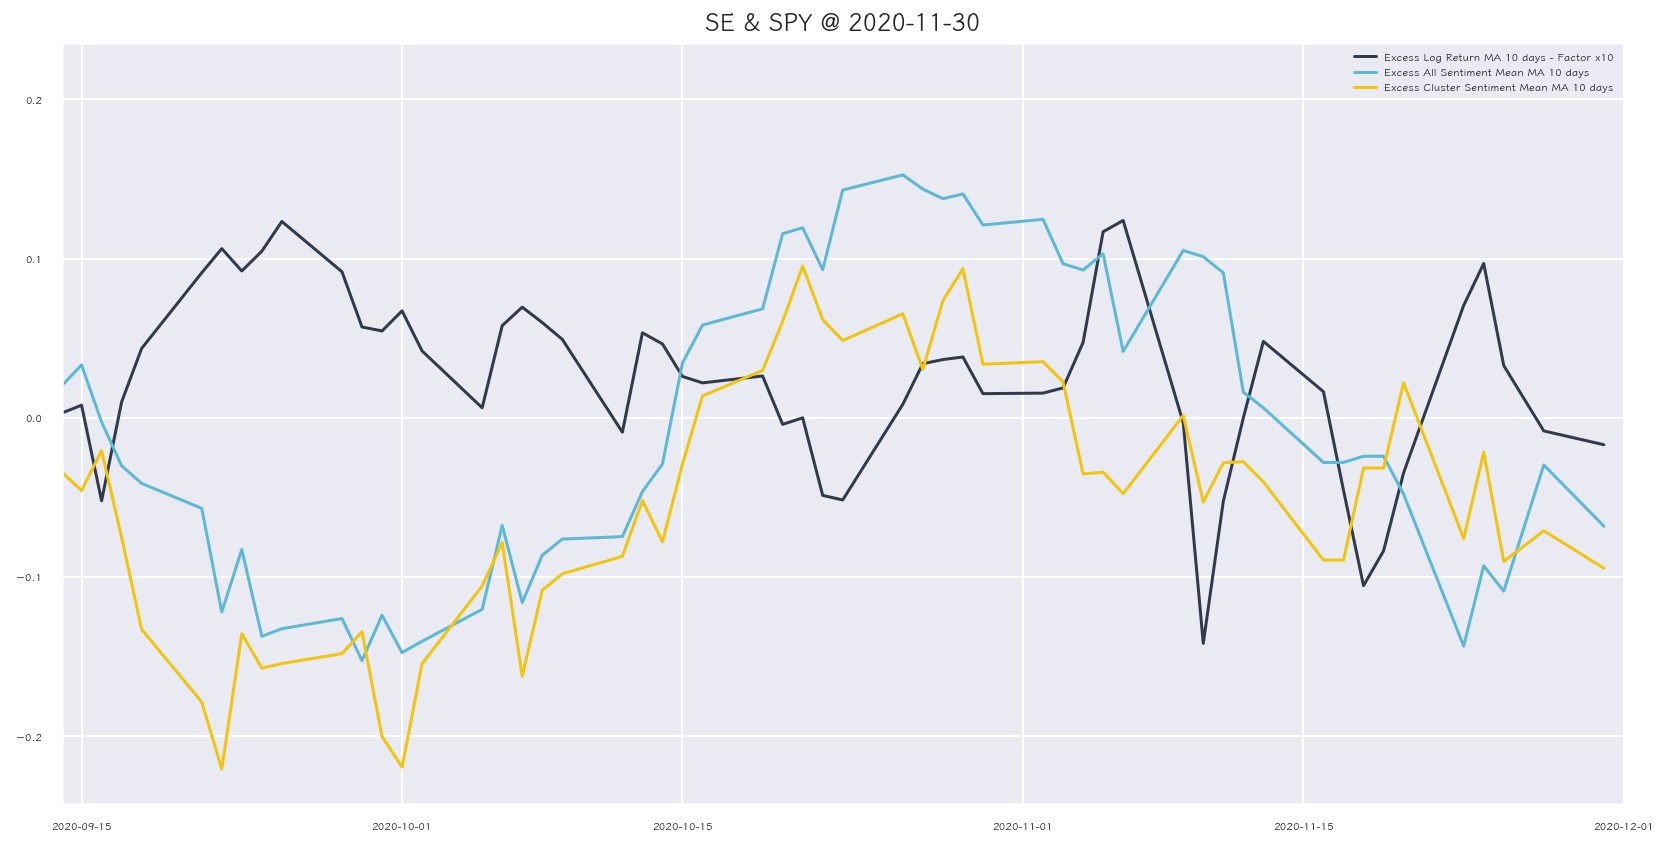 SE & SPY @ 2020-11-30
Excess Log Return MA 10 days - Factor x10
Excess All Sentiment Mean MA 10 days
Excess Cluster Sentiment Mean MA 10 days
0.2
0.1
0.0
−0.1
−0.2
2020-09-15 2020-10-01 2020-10-15 2020-11-01 2020-11-15 2020-12-01